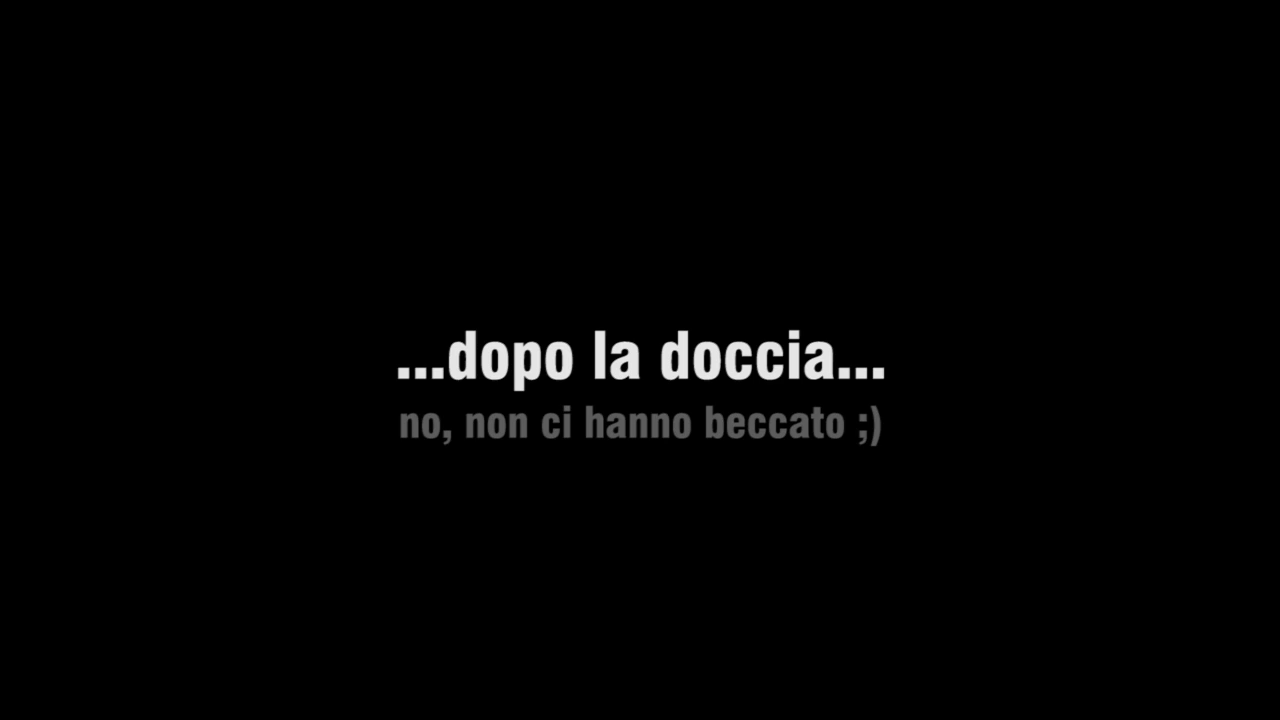 ...dopo la doccia...
no, non ci hanno beccato ;)